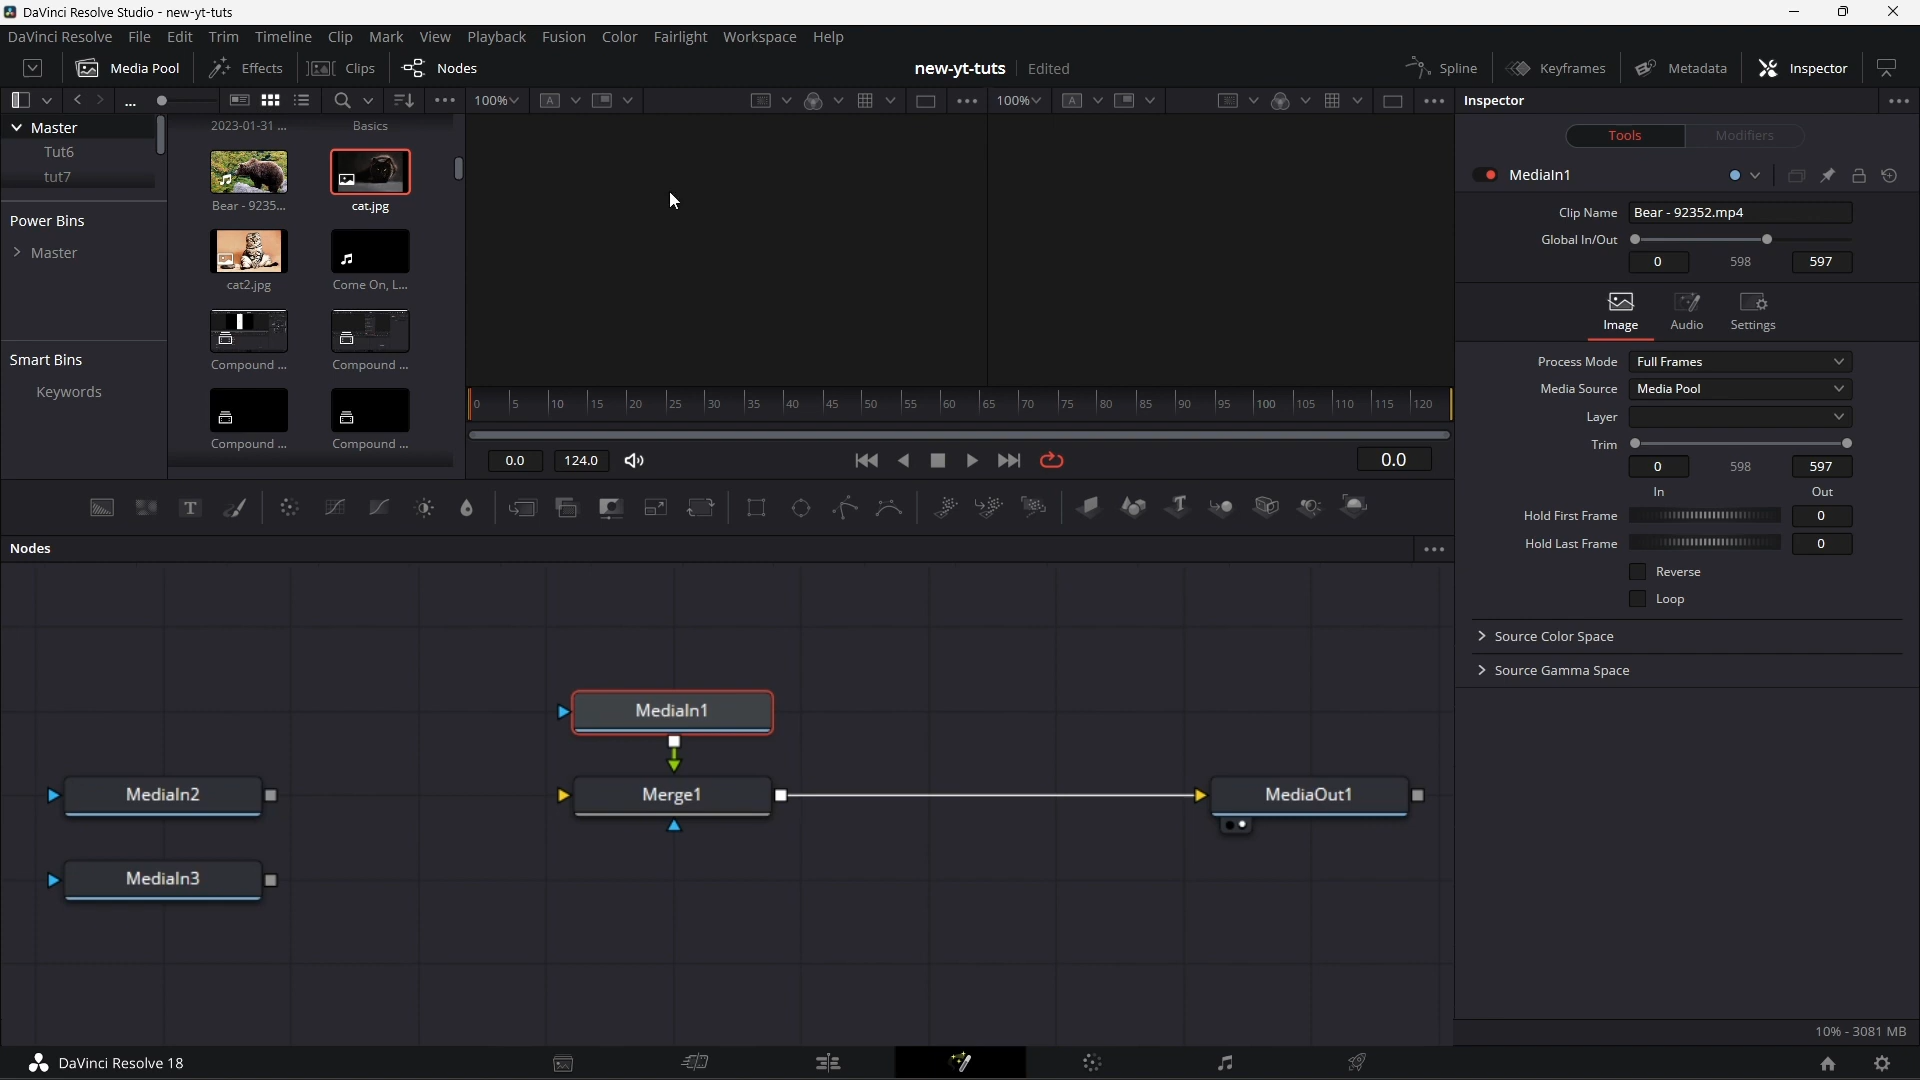 DaVinci Resolve Studio - new-yt-tuts
DaVinci Resolve File Edit Trim Timeline Clip Mark View Playback Fusion Color Fairlight Workspace Help
Media Pool Effects Clips Nodes new-yt-tuts Edited Spline Keyframes Metadata Inspector
... 100% A 100% A Inspector
Master
Tut6
tut7
Power Bins
Master
Smart Bins
Keywords
2023-01-31 ... Basics
Bear - 9235... cat.jpg
cat2.jpg Come On, L...
Compound ... Compound ...
Compound ... Compound ...
0 5 10 15 20 25 30 35 40 45 50 55 60 65 70 75 80 85 90 95 100 105 110 115 120
0.0 124.0 0.0
T T
Tools Modifiers
MediaIn1
Clip Name Bear - 92352.mp4
Global In/Out
0 598 597
Image Audio Settings
Process Mode Full Frames
Media Source Media Pool
Layer
Trim
0 598 597
In Out
Hold First Frame 0
Hold Last Frame 0
Reverse
Loop
Source Color Space
Source Gamma Space
Nodes
MediaIn1
MediaIn2 Merge1 MediaOut1
MediaIn3
10% - 3081 MB
DaVinci Resolve 18